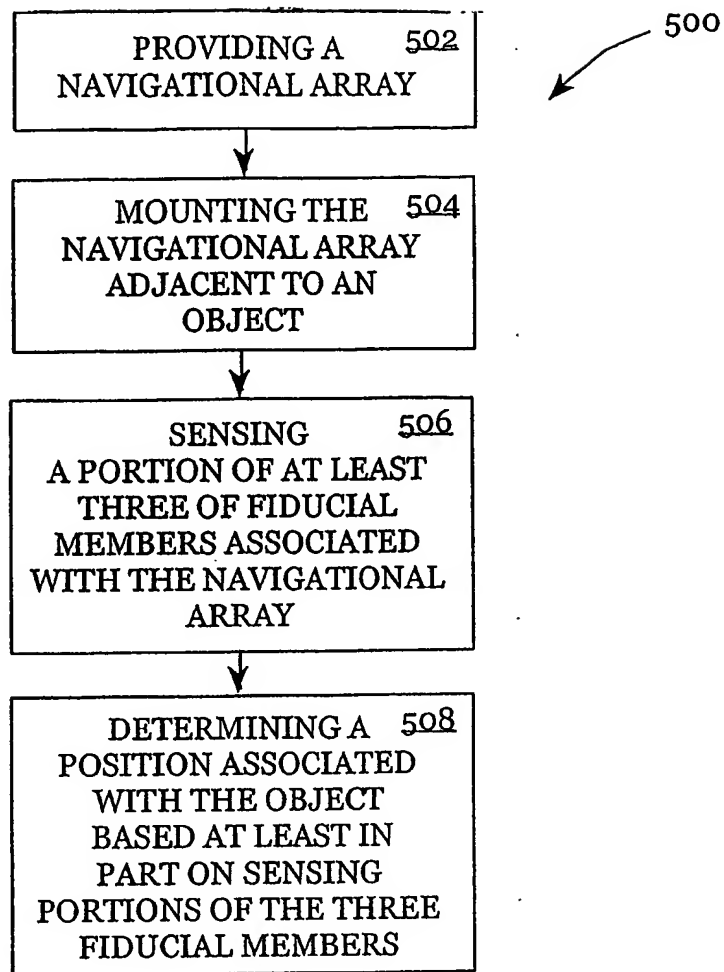 500
PROVIDING A 502
NAVIGATIONAL ARRAY
MOUNTING THE 504
NAVIGATIONAL ARRAY
ADJACENT TO AN
OBJECT
SENSING 506
A PORTION OF AT LEAST
THREE OF FIDUCIAL
MEMBERS ASSOCIATED
WITH THE NAVIGATIONAL
ARRAY
DETERMINING A 508
POSITION ASSOCIATED
WITH THE OBJECT
BASED AT LEAST IN
PART ON SENSING
PORTIONS OF THE THREE
FIDUCIAL MEMBERS